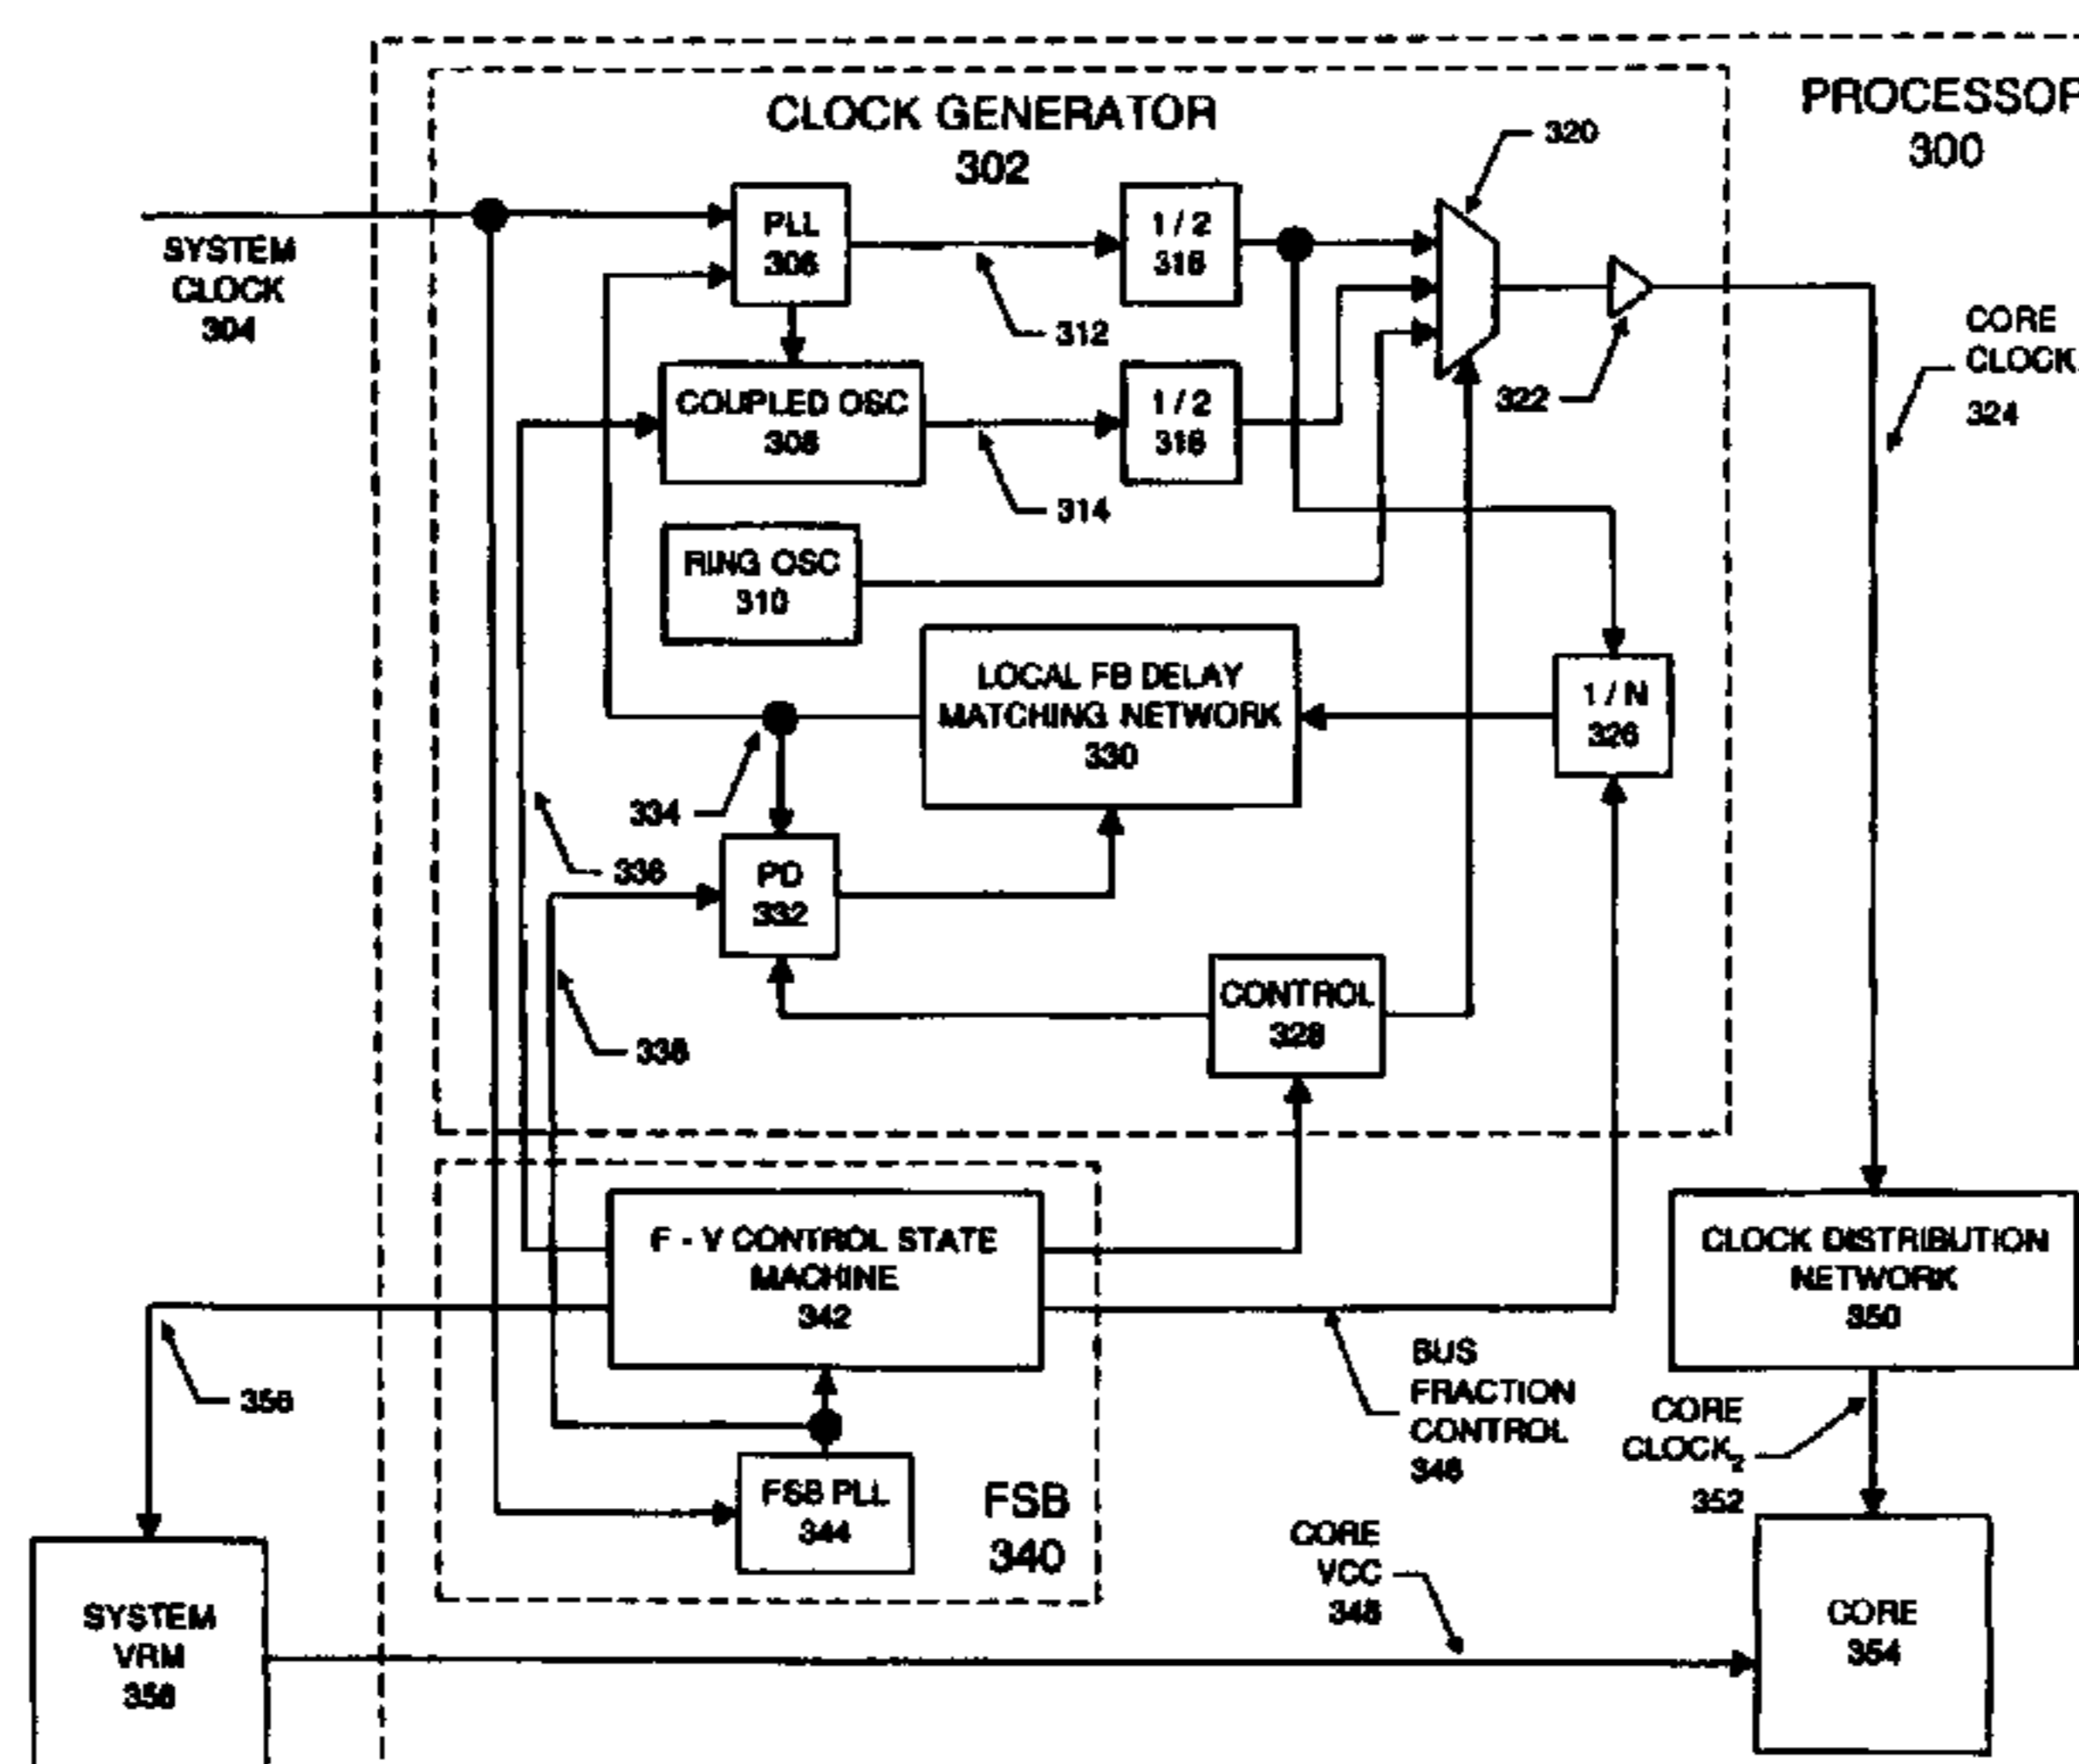 CLOCK GENERATOR
302
PROCESSOR
300
320
SYSTEM
CLOCK
304
PLL
306
1 / 2
316
312
322
CORE
CLOCK
324
COUPLED OSC
308
1 / 2
318
314
RING OSC
310
LOCAL FB DELAY
MATCHING NETWORK
330
1 / N
326
334
336
PD
332
338
CONTROL
328
F - V CONTROL STATE
MACHINE
342
CLOCK DISTRIBUTION
NETWORK
350
356
BUS
FRACTION
CONTROL
346
CORE
CLOCK2
352
FSB PLL
344
FSB
340
CORE
VCC
348
SYSTEM
VRM
358
CORE
354